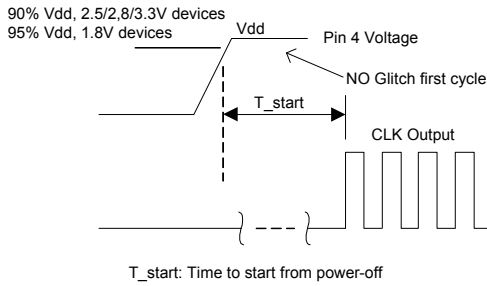 90% Vdd, 2.5/2,8/3.3V devices
95% Vdd, 1.8V devices
Vdd
Pin 4 Voltage
NO Glitch first cycle
T_start
CLK Output
T_start: Time to start from power-off